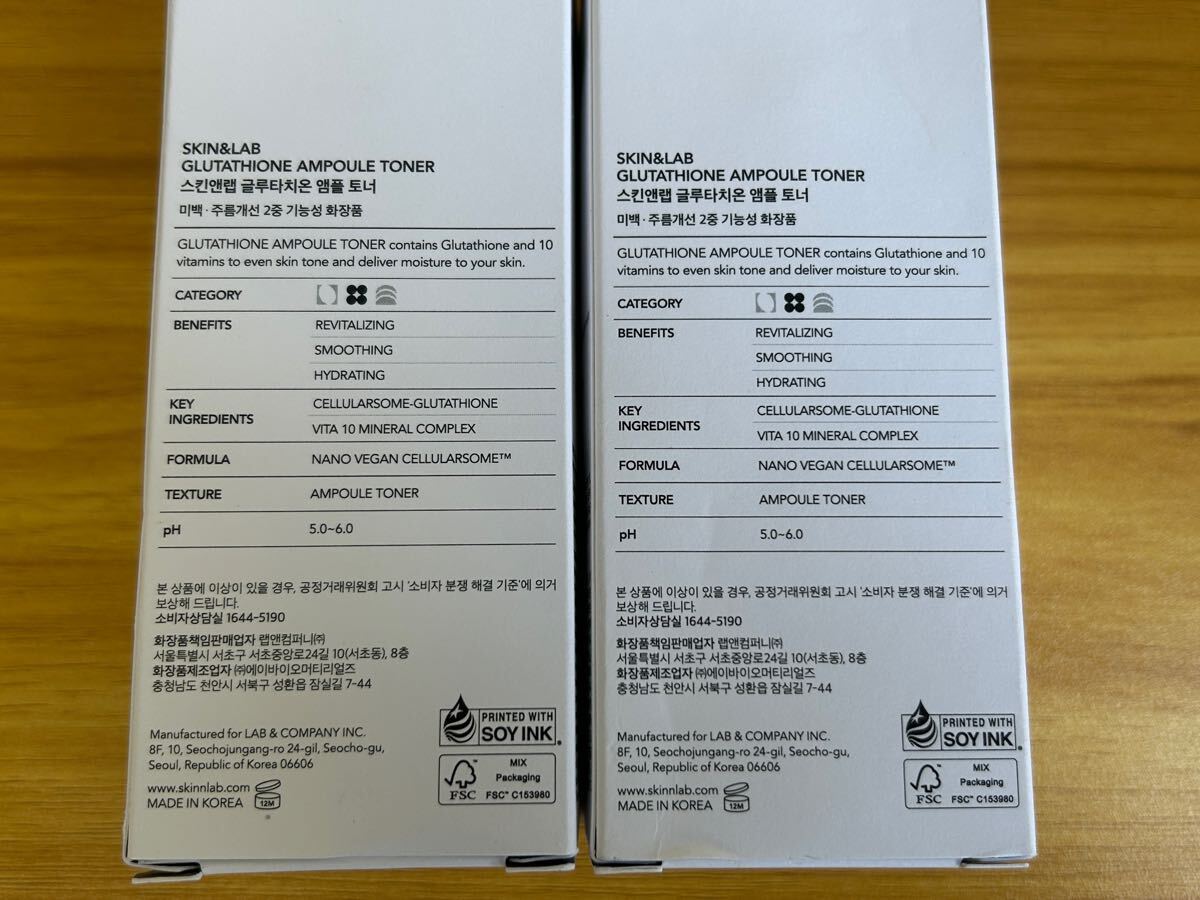 SKIN&LAB
GLUTATHIONE AMPOULE TONER
스킨앤랩 글루타치온 앰플 토너
미백 · 주름개선 2중 기능성 화장품
GLUTATHIONE AMPOULE TONER contains Glutathione and 10
vitamins to even skin tone and deliver moisture to your skin.
CATEGORY
BENEFITS REVITALIZING
SMOOTHING
HYDRATING
KEY INGREDIENTS CELLULARSOME-GLUTATHIONE
VITA 10 MINERAL COMPLEX
FORMULA NANO VEGAN CELLULARSOME™
TEXTURE AMPOULE TONER
pH 5.0~6.0
본 상품에 이상이 있을 경우, 공정거래위원회 고시 '소비자 분쟁 해결 기준'에 의거
보상해 드립니다.
소비자상담실 1644-5190
화장품책임판매업자 랩앤컴퍼니㈜
서울특별시 서초구 서초중앙로24길 10(서초동), 8층
화장품제조업자 ㈜에이바이오머티리얼즈
충청남도 천안시 서북구 성환읍 잠실길 7-44
Manufactured for LAB & COMPANY INC.
8F, 10, Seochojungang-ro 24-gil, Seocho-gu,
Seoul, Republic of Korea 06606
www.skinnlab.com
MADE IN KOREA 12M
PRINTED WITH
SOY INK
MIX
Packaging
FSC FSC™ C153980
SKIN&LAB
GLUTATHIONE AMPOULE TONER
스킨앤랩 글루타치온 앰플 토너
미백 · 주름개선 2중 기능성 화장품
GLUTATHIONE AMPOULE TONER contains Glutathione and 10
vitamins to even skin tone and deliver moisture to your skin.
CATEGORY
BENEFITS REVITALIZING
SMOOTHING
HYDRATING
KEY INGREDIENTS CELLULARSOME-GLUTATHIONE
VITA 10 MINERAL COMPLEX
FORMULA NANO VEGAN CELLULARSOME™
TEXTURE AMPOULE TONER
pH 5.0~6.0
본 상품에 이상이 있을 경우, 공정거래위원회 고시 '소비자 분쟁 해결 기준'에 의거
보상해 드립니다.
소비자상담실 1644-5190
화장품책임판매업자 랩앤컴퍼니㈜
서울특별시 서초구 서초중앙로24길 10(서초동), 8층
화장품제조업자 ㈜에이바이오머티리얼즈
충청남도 천안시 서북구 성환읍 잠실길 7-44
Manufactured for LAB & COMPANY INC.
8F, 10, Seochojungang-ro 24-gil, Seocho-gu,
Seoul, Republic of Korea 06606
www.skinnlab.com
MADE IN KOREA 12M
PRINTED WITH
SOY INK
MIX
Packaging
FSC FSC™ C153980